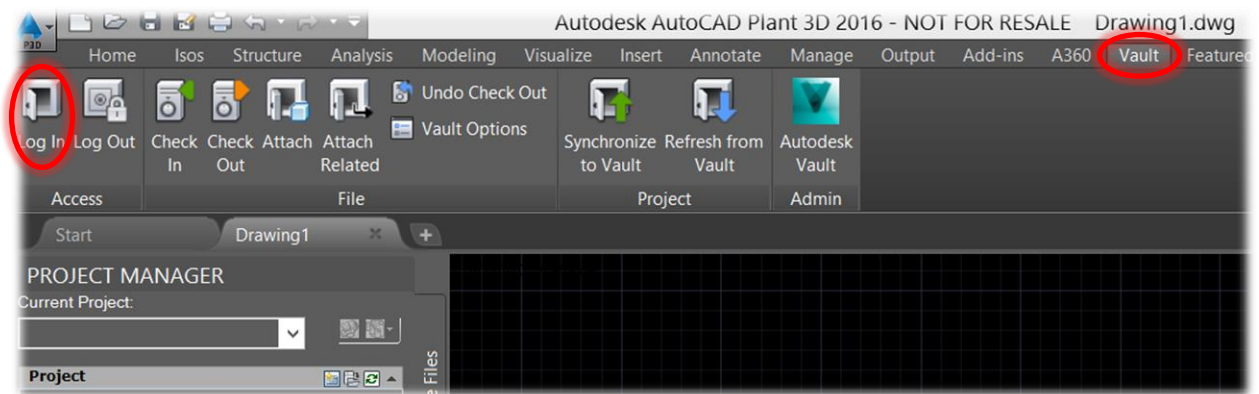 Autodesk AutoCAD Plant 3D 2016 - NOT FOR RESALE Drawing1.dwg
P3D
Home Isos Structure Analysis Modeling Visualize Insert Annotate Manage Output Add-ins A360 Vault Featured
Log In Log Out Check In Check Out Attach Attach Related
Undo Check Out
Vault Options
Synchronize to Vault Refresh from Vault Autodesk Vault
Access File Project Admin
Start Drawing1
PROJECT MANAGER
Current Project:
Project
Files